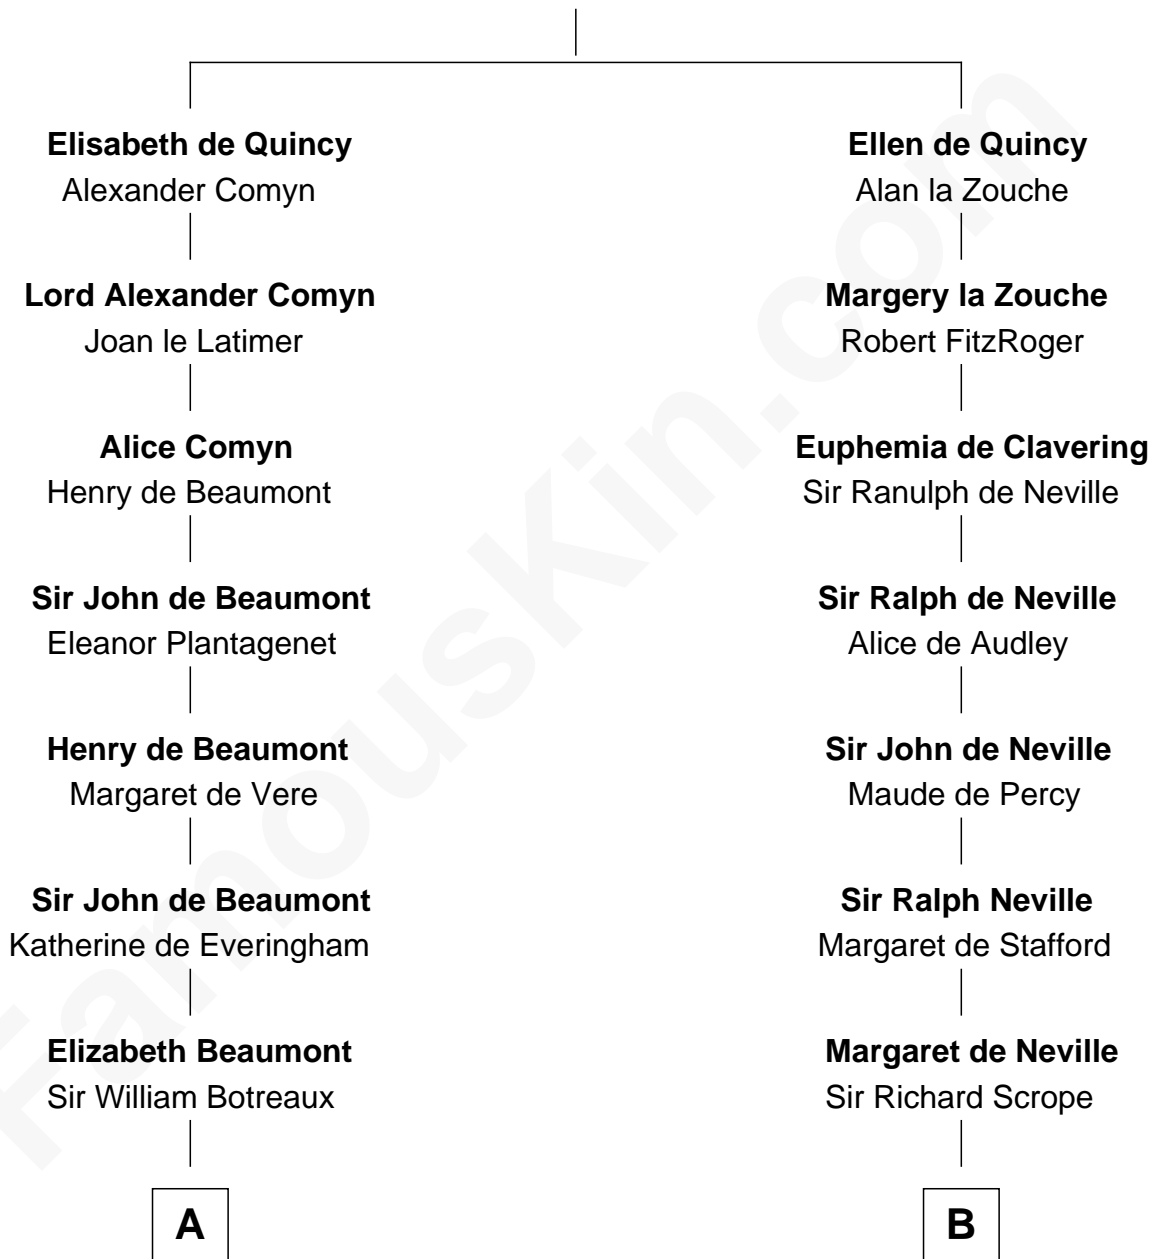 Elisabeth de Quincy
Alexander Comyn
Lord Alexander Comyn
Joan le Latimer
Alice Comyn
Henry de Beaumont
Sir John de Beaumont
Eleanor Plantagenet
Henry de Beaumont
Margaret de Vere
Sir John de Beaumont
Katherine de Everingham
Elizabeth Beaumont
Sir William Botreaux
A
Ellen de Quincy
Alan la Zouche
Margery la Zouche
Robert FitzRoger
Euphemia de Clavering
Sir Ranulph de Neville
Sir Ralph de Neville
Alice de Audley
Sir John de Neville
Maude de Percy
Sir Ralph Neville
Margaret de Stafford
Margaret de Neville
Sir Richard Scrope
B
FamousKin.com